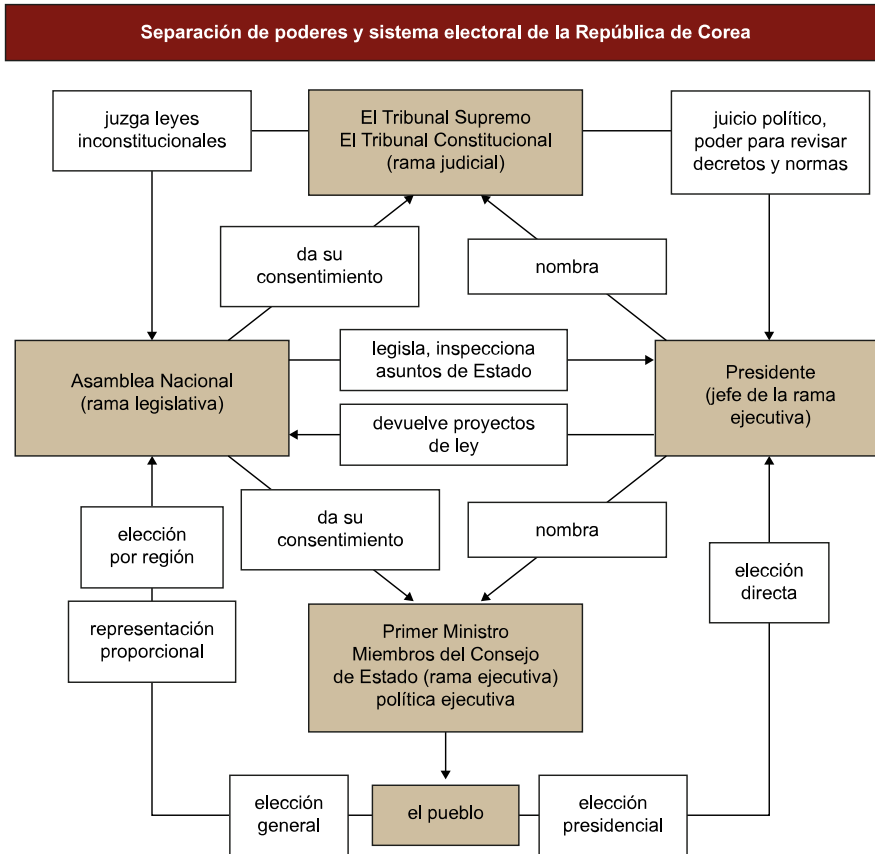 Separación de poderes y sistema electoral de la República de Corea
juzga leyes
inconstitucionales
El Tribunal Supremo
El Tribunal Constitucional
(rama judicial)
juicio político,
poder para revisar
decretos y normas
da su
consentimiento
nombra
Asamblea Nacional
(rama legislativa)
legisla, inspecciona
asuntos de Estado
Presidente
(jefe de la rama
ejecutiva)
devuelve proyectos
de ley
da su
consentimiento
nombra
elección
por región
elección
directa
representación
proporcional
Primer Ministro
Miembros del Consejo
de Estado (rama ejecutiva)
política ejecutiva
elección
general
el pueblo
elección
presidencial